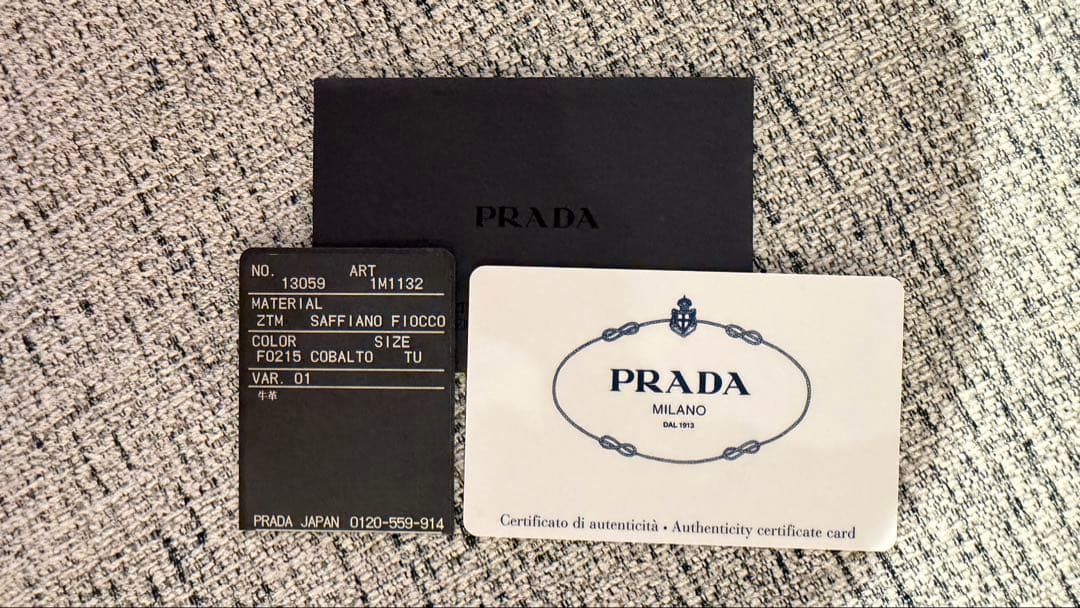 PRADA
NO. ART
13059 1M1132
MATERIAL
ZTM SAFFIANO FIOCCO
COLOR SIZE
F0215 COBALTO TU
VAR. 01
牛革
PRADA JAPAN 0120-559-914
PRADA
MILANO
DAL 1913
Certificato di autenticità • Authenticity certificate card